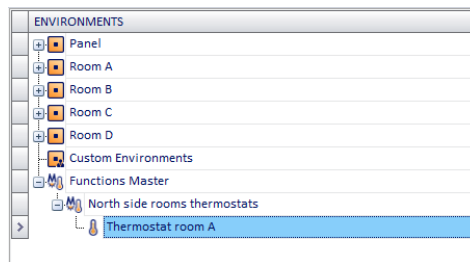 ENVIRONMENTS
Panel
Room A
Room B
Room C
Room D
Custom Environments
Functions Master
North side rooms thermostats
Thermostat room A